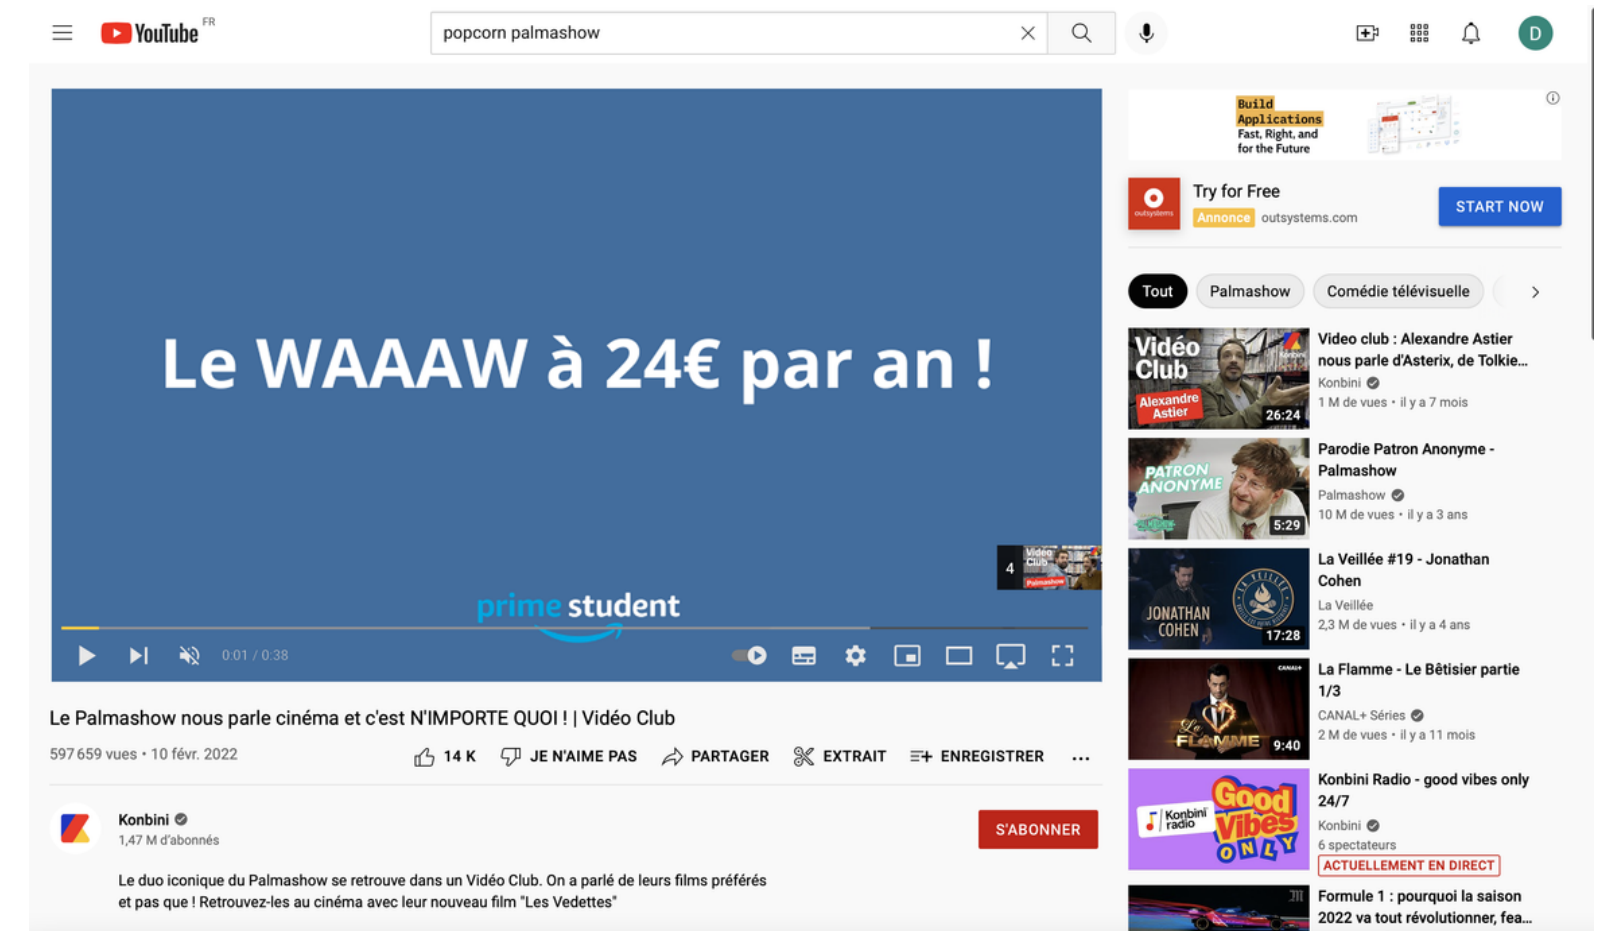 YouTube FR
popcorn palmashow
D
Le WAAAW à 24€ par an !
4
Vidéo
Club
Palmashow
prime student
0:01 / 0:38
Le Palmashow nous parle cinéma et c'est N'IMPORTE QUOI ! | Vidéo Club
597 659 vues • 10 févr. 2022
14 K JE N'AIME PAS PARTAGER EXTRAIT ENREGISTRER ...
Konbini
1,47 M d'abonnés
S'ABONNER
Le duo iconique du Palmashow se retrouve dans un Vidéo Club. On a parlé de leurs films préférés
et pas que ! Retrouvez-les au cinéma avec leur nouveau film "Les Vedettes"
Build
Applications
Fast, Right, and
for the Future
outsystems
Try for Free
Annonce outsystems.com
START NOW
Tout Palmashow Comédie télévisuelle
Vidéo
Club
Alexandre
Astier
Konbini
26:24
Video club : Alexandre Astier
nous parle d'Asterix, de Tolkie...
Konbini
1 M de vues • il y a 7 mois
PATRON
ANONYME
5:29
Parodie Patron Anonyme -
Palmashow
Palmashow
10 M de vues • il y a 3 ans
JONATHAN
COHEN
LA VEILLÉE
17:28
La Veillée #19 - Jonathan
Cohen
La Veillée
2,3 M de vues • il y a 4 ans
CANAL+
La
FLAMME
9:40
La Flamme - Le Bêtisier partie
1/3
CANAL+ Séries
2 M de vues • il y a 11 mois
Konbini
radio
Good
Vibes
ONLY
Konbini Radio - good vibes only
24/7
Konbini
6 spectateurs
ACTUELLEMENT EN DIRECT
Formule 1 : pourquoi la saison
2022 va tout révolutionner, fea...